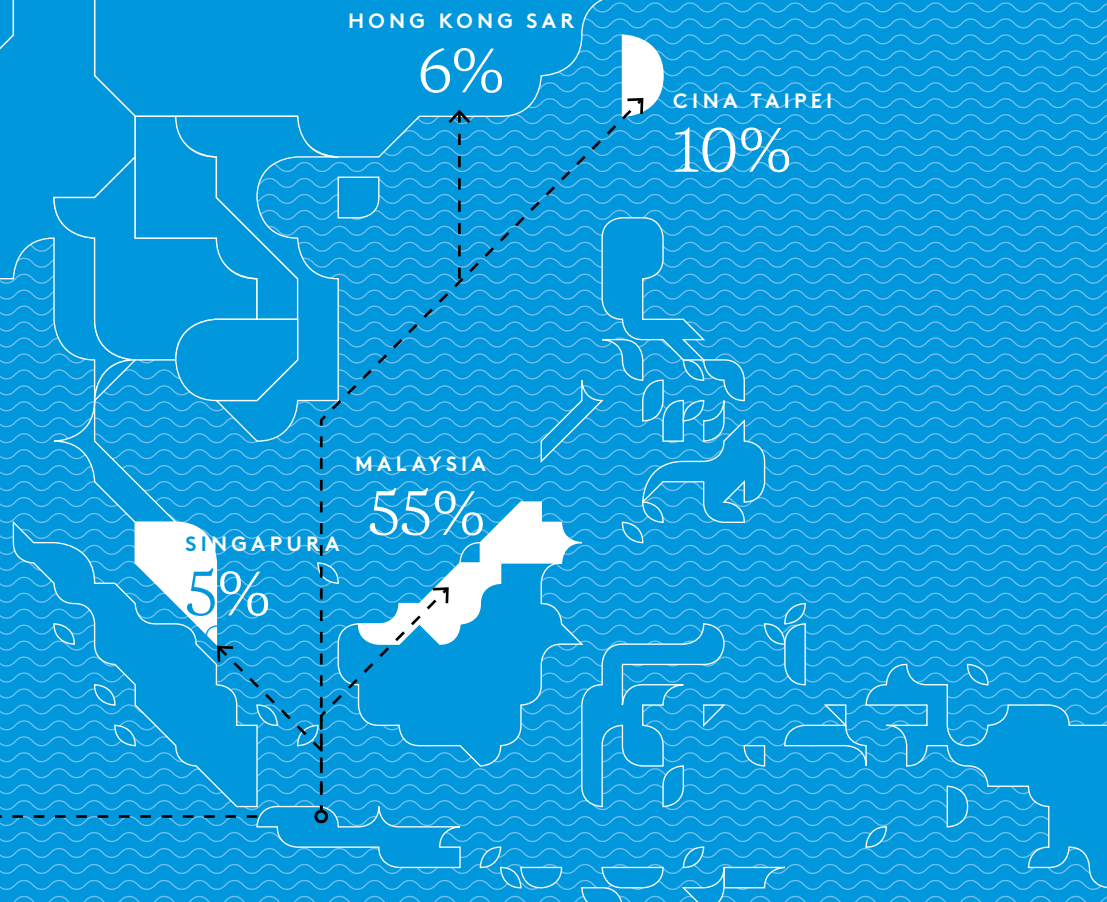 HONG KONG SAR
6%
CINA TAIPEI
10%
MALAYSIA
55%
SINGAPURA
5%